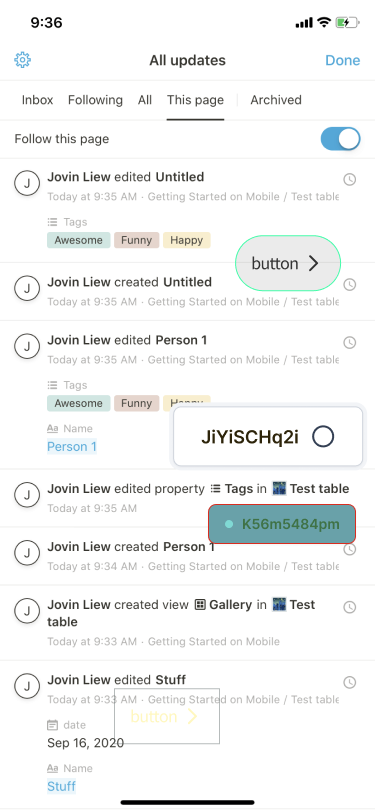 9:36
All updates
Done
Inbox Following All This page Archived
Follow this page
J
Jovin Liew edited Untitled
Today at 9:35 AM · Getting Started on Mobile / Test table
Tags
Awesome Funny Happy
button
J
Jovin Liew created Untitled
Today at 9:35 AM · Getting Started on Mobile / Test table
J
Jovin Liew edited Person 1
Today at 9:35 AM · Getting Started on Mobile / Test table
Tags
Awesome Funny Happy
JiYiSCHq2i
Aa Name
Person 1
J
Jovin Liew edited property Tags in Test table
Today at 9:35 AM
K56m5484pm
J
Jovin Liew created Person 1
Today at 9:34 AM · Getting Started on Mobile / Test table
J
Jovin Liew created view Gallery in Test
table
Today at 9:33 AM · Getting Started on Mobile
J
Jovin Liew edited Stuff
Today at 9:33 AM · Getting Started on Mobile / Test table
button
date
Sep 16, 2020
Aa Name
Stuff